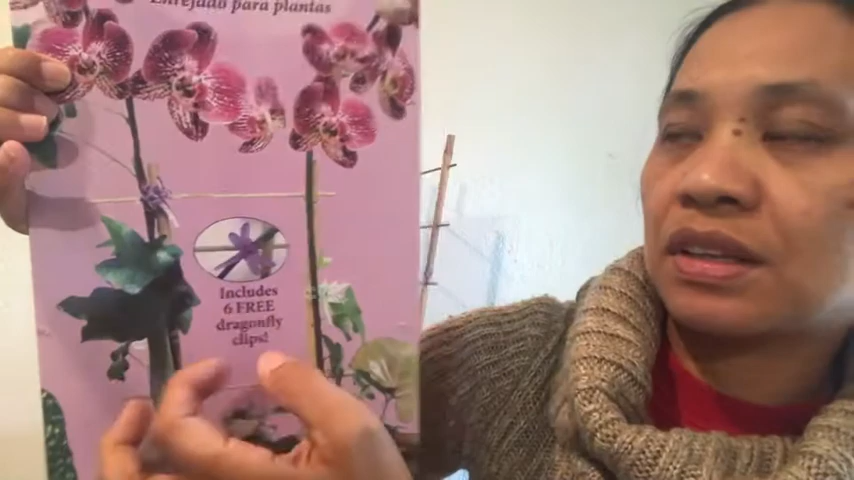 Enrejado para plantas
Includes
6 FREE
dragonfly
clips!